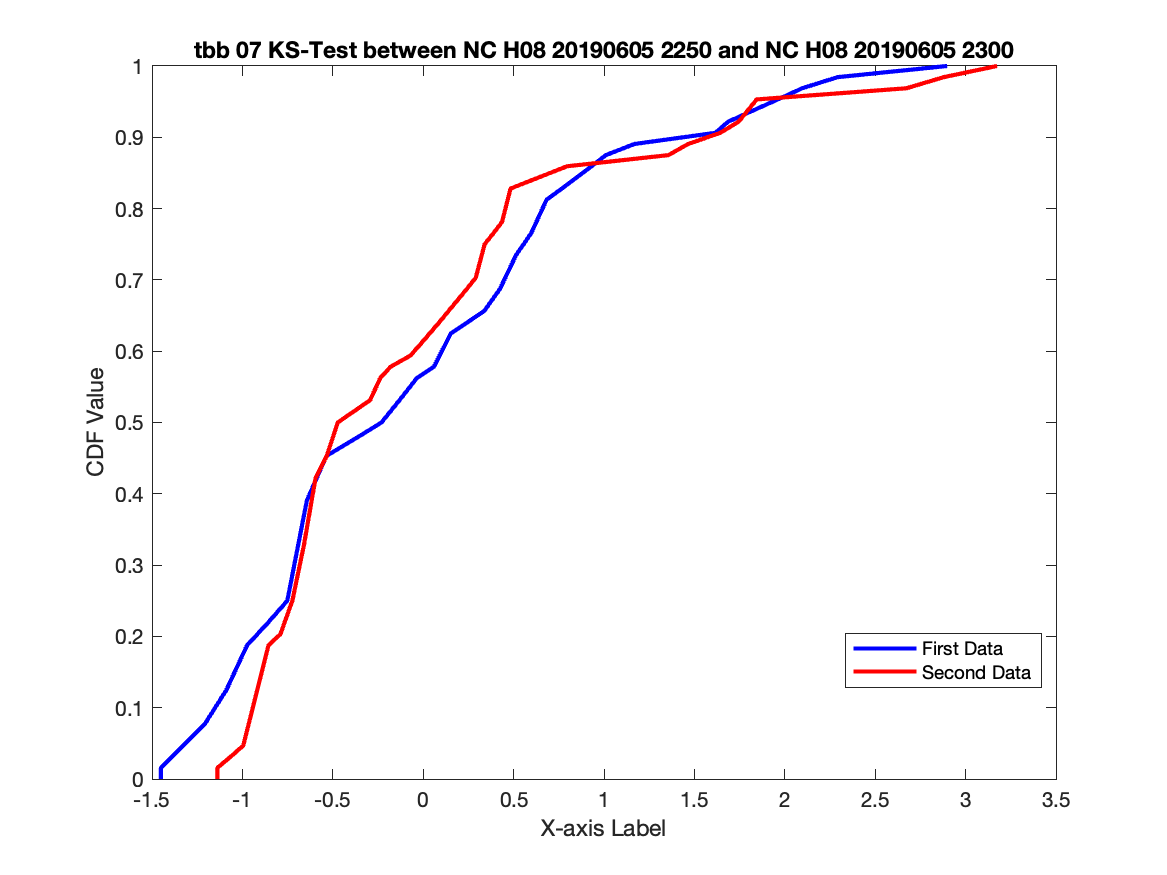 tbb 07 KS-Test between NC H08 20190605 2250 and NC H08 20190605 2300
1
0.9
0.8
0.7
0.6
0.5
0.4
0.3
0.2
0.1
0
CDF Value
First Data
Second Data
-1.5 -1 -0.5 0 0.5 1 1.5 2 2.5 3 3.5
X-axis Label